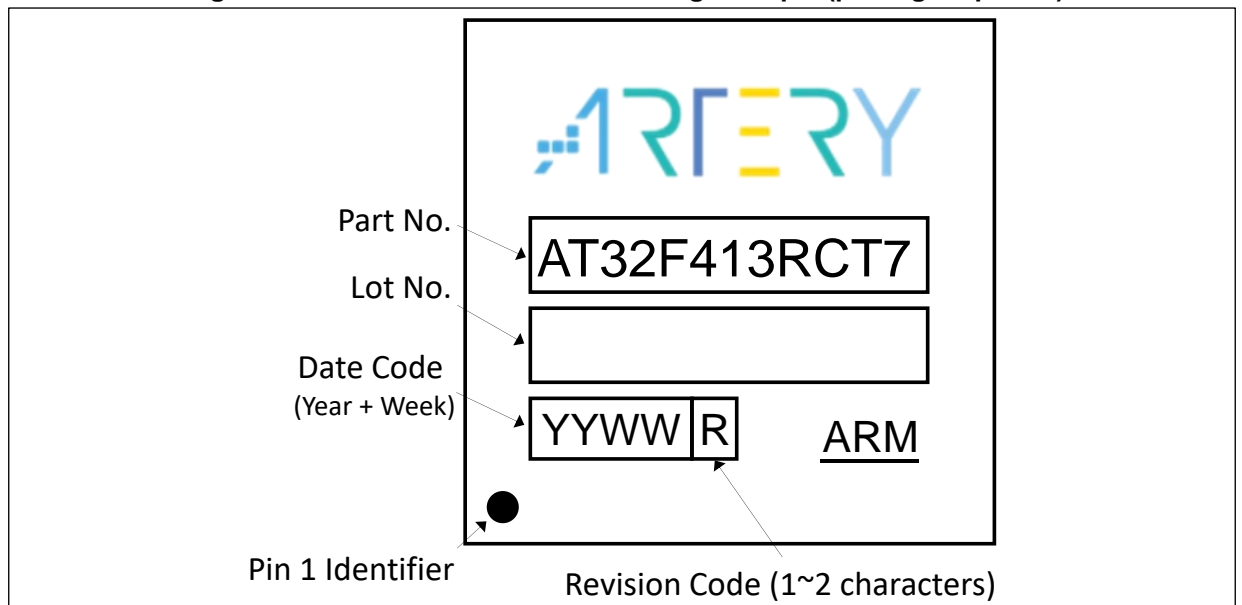 ARTERY
Part No.
AT32F413RCT7
Lot No.
Date Code
(Year + Week)
YYWW R
ARM
Pin 1 Identifier
Revision Code (1~2 characters)